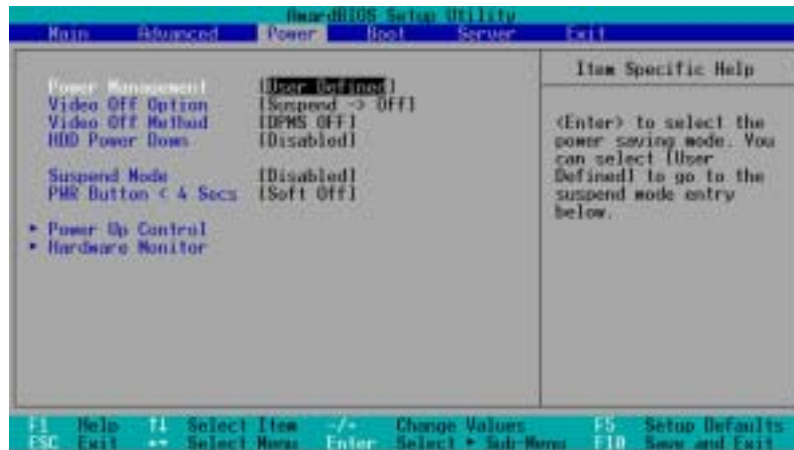 AwardBIOS Setup Utility
Main Advanced Power Boot Server Exit
Item Specific Help
Power Management [User Defined]
Video Off Option [Suspend -> Off]
Video Off Method [DPMS OFF]
HDD Power Down [Disabled]
Suspend Mode [Disabled]
PWR Button < 4 Secs [Soft Off]
▸ Power Up Control
▸ Hardware Monitor
<Enter> to select the
power saving mode. You
can select [User
Defined] to go to the
suspend mode entry
below.
F1 Help ↑↓ Select Item -/+ Change Values F5 Setup Defaults
ESC Exit ←→ Select Menu Enter Select ▸ Sub-Menu F10 Save and Exit